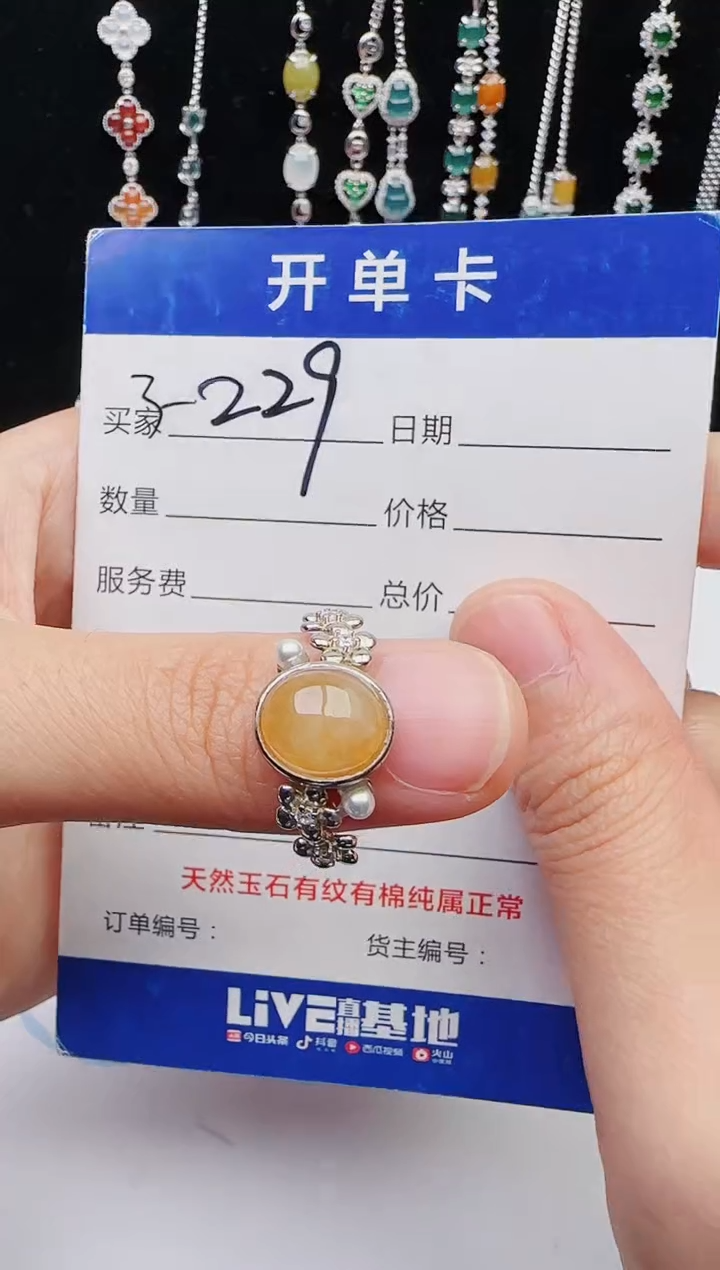 开单卡
买家 3-229 日期
数量 价格
服务费 总价
天然玉石有纹有棉纯属正常
订单编号： 货主编号：
LiVE直播基地
今日头条 抖音 西瓜视频 火山